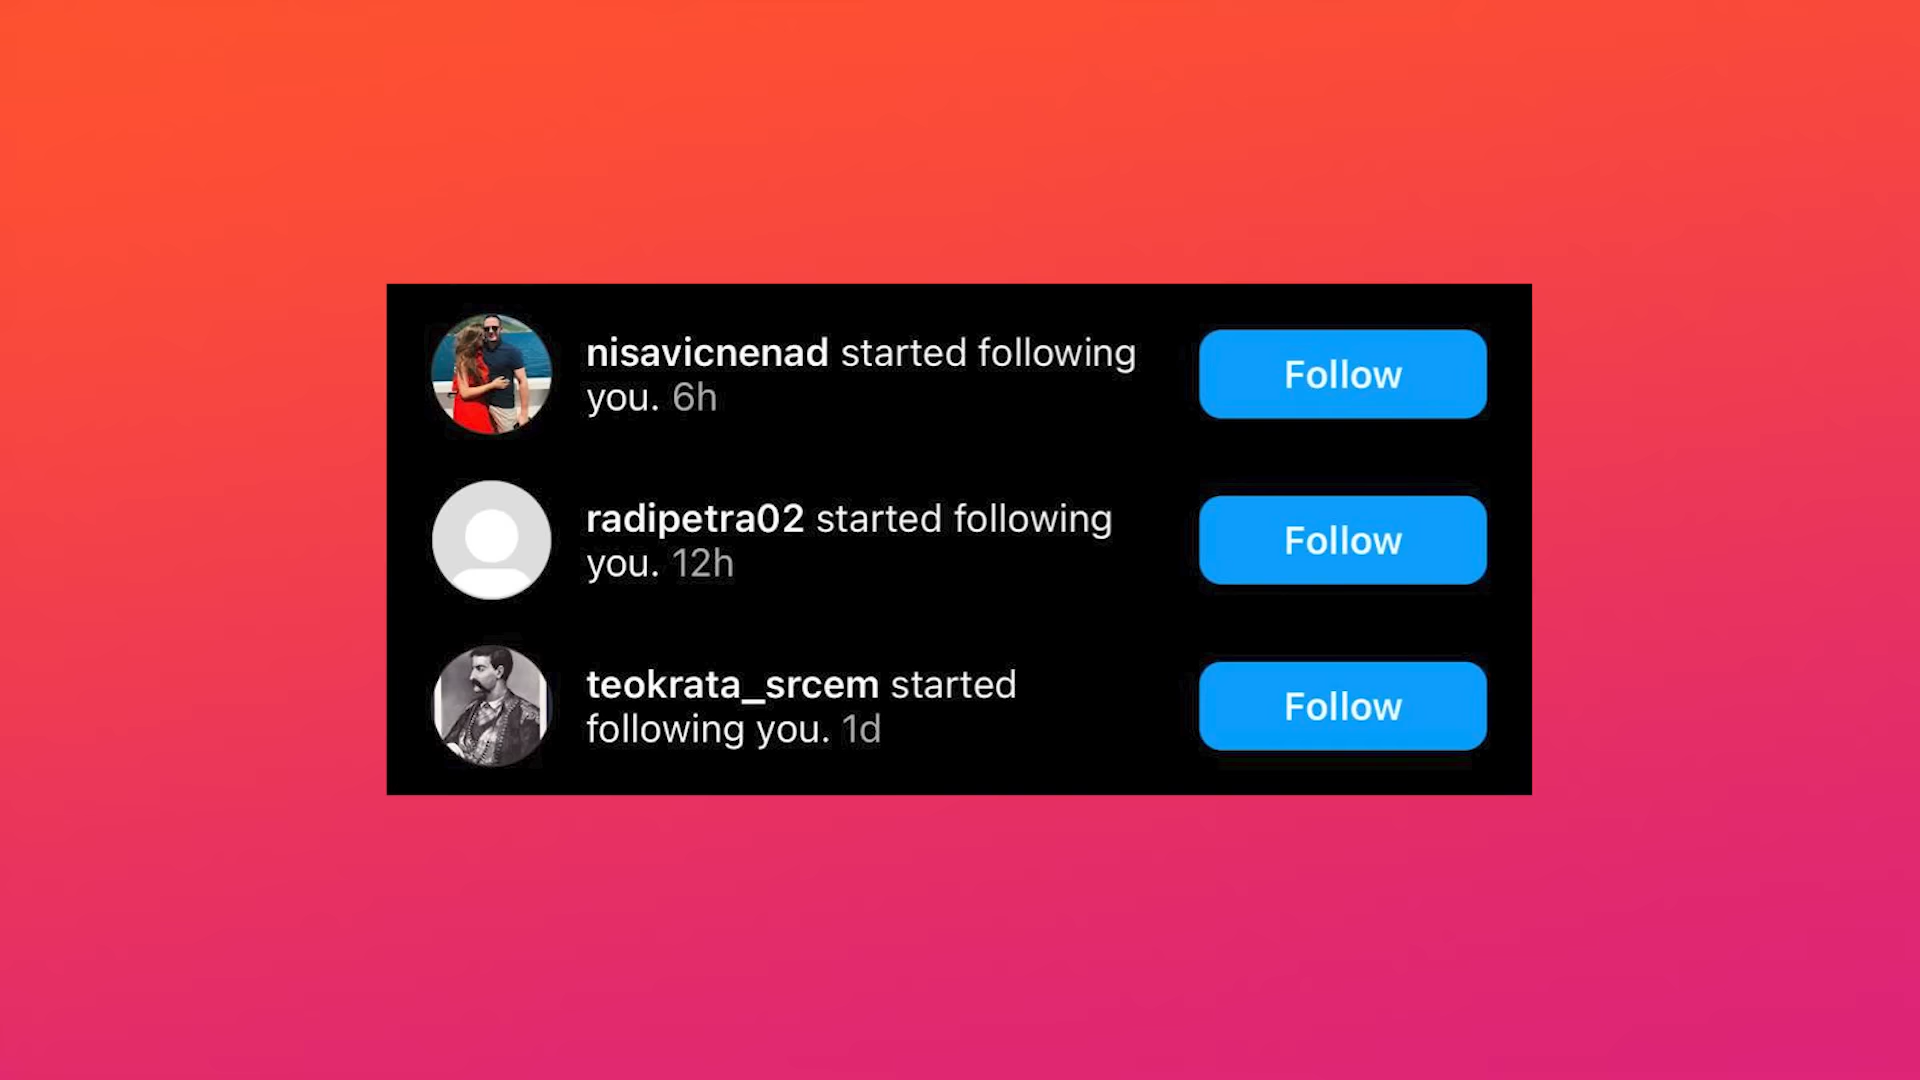 nisavicnenad started following
you. 6h
Follow
radipetra02 started following
you. 12h
Follow
teokrata_srcem started
following you. 1d
Follow